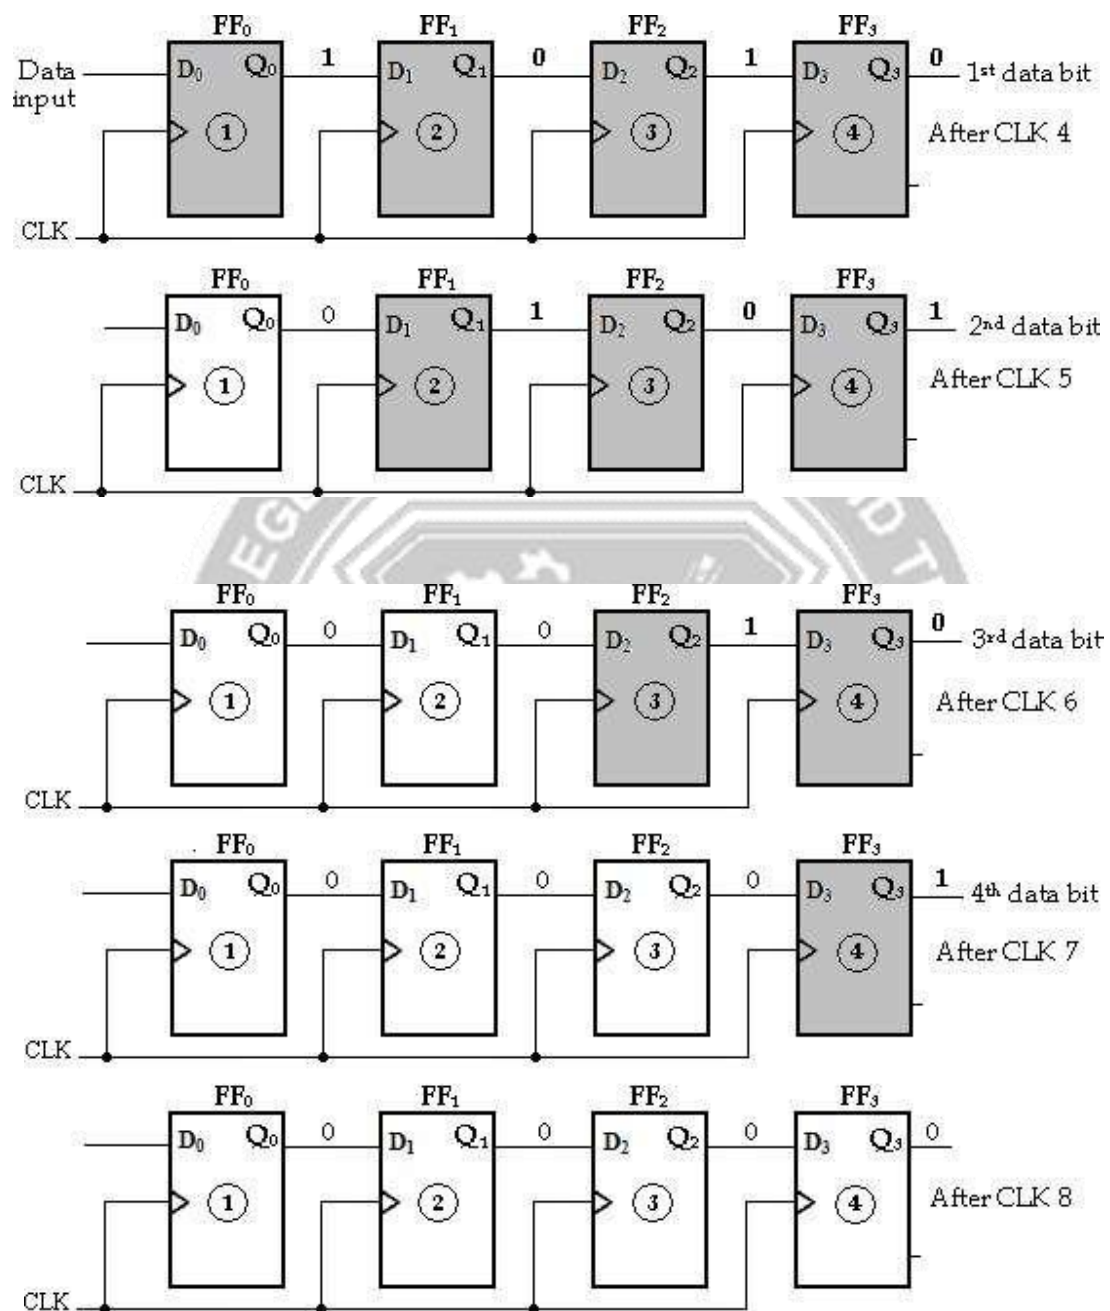 FF₀ FF₁ FF₂ FF₃
Data input D₀ Q₀ 1 D₁ Q₁ 0 D₂ Q₂ 1 D₃ Q₃ 0 1st data bit
1 2 3 4 After CLK 4
CLK
FF₀ FF₁ FF₂ FF₃
D₀ Q₀ 0 D₁ Q₁ 1 D₂ Q₂ 0 D₃ Q₃ 1 2nd data bit
1 2 3 4 After CLK 5
CLK
EG D T
FF₀ FF₁ FF₂ FF₃
D₀ Q₀ 0 D₁ Q₁ 0 D₂ Q₂ 1 D₃ Q₃ 0 3rd data bit
1 2 3 4 After CLK 6
CLK
FF₀ FF₁ FF₂ FF₃
D₀ Q₀ 0 D₁ Q₁ 0 D₂ Q₂ 0 D₃ Q₃ 1 4th data bit
1 2 3 4 After CLK 7
CLK
FF₀ FF₁ FF₂ FF₃
D₀ Q₀ 0 D₁ Q₁ 0 D₂ Q₂ 0 D₃ Q₃ 0
1 2 3 4 After CLK 8
CLK